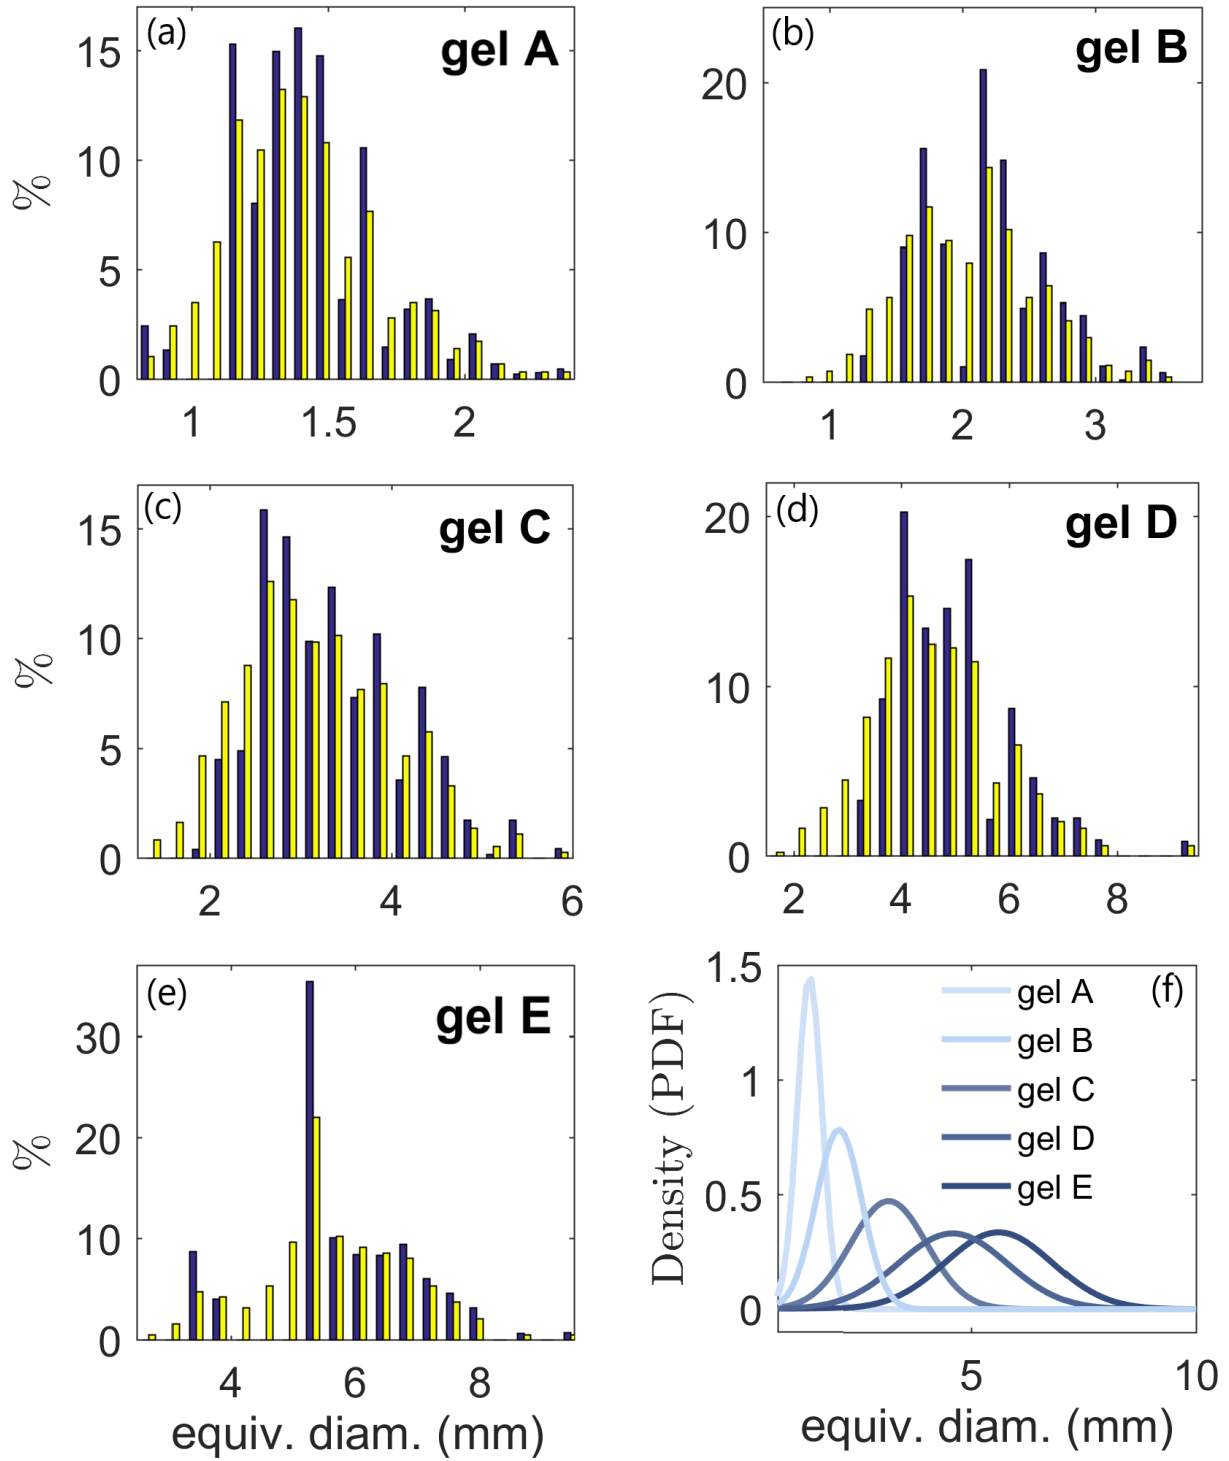 (a) gel A
15
10
5
0
%
1 1.5 2
(b) gel B
20
10
0
1 2 3
(c) gel C
15
10
5
0
%
2 4 6
(d) gel D
20
10
0
2 4 6 8
(e) gel E
30
20
10
0
%
4 6 8
equiv. diam. (mm)
(f)
1.5
1
0.5
0
Density (PDF)
gel A
gel B
gel C
gel D
gel E
5 10
equiv. diam. (mm)